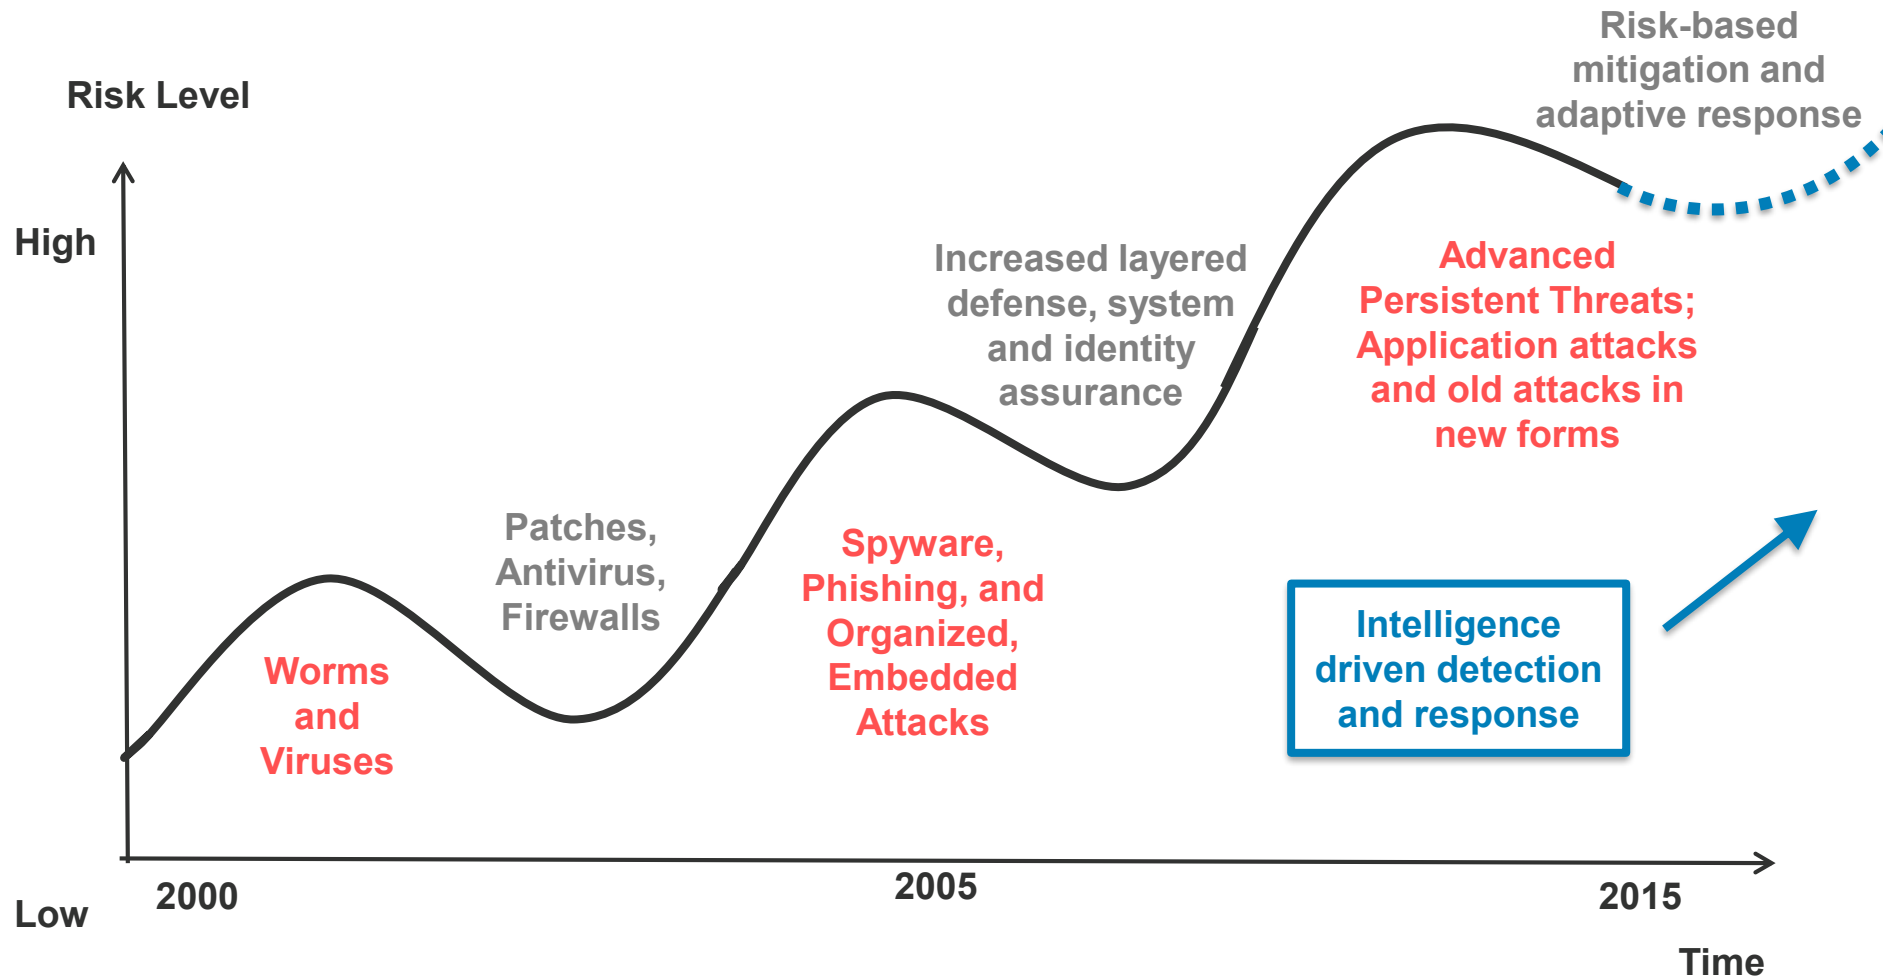 Risk-based
mitigation and
adaptive response
Risk Level
High
Increased layered
defense, system
and identity
assurance
Advanced
Persistent Threats;
Application attacks
and old attacks in
new forms
Patches,
Antivirus,
Firewalls
Spyware,
Phishing, and
Organized,
Embedded
Attacks
Worms
and
Viruses
Intelligence
driven detection
and response
Low
2000
2005
2015
Time